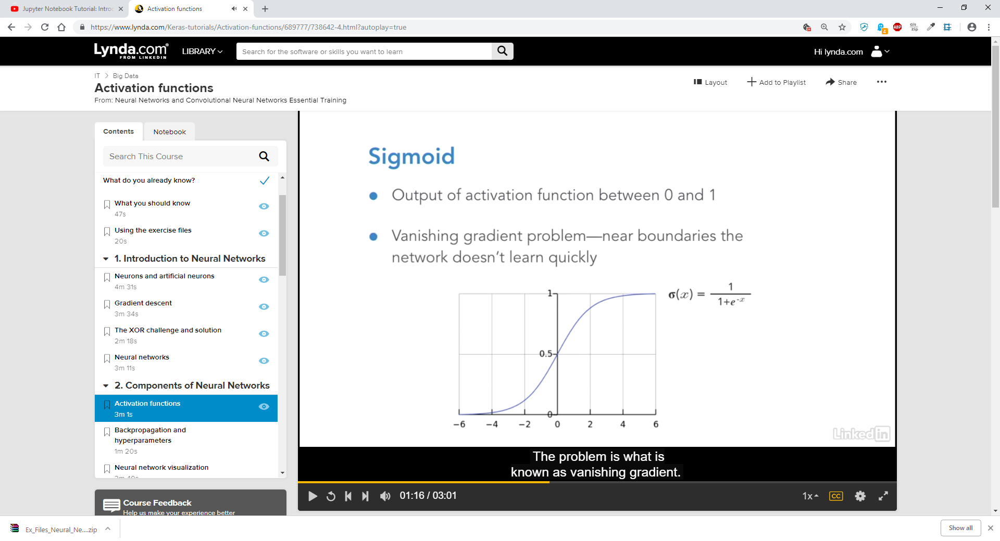 Jupyter Notebook Tutorial: Introd
Activation functions
https://www.lynda.com/Keras-tutorials/Activation-functions/689777/738642-4.html?autoplay=true
4
ABP
Git
Zip
Lynda.com®
FROM LINKEDIN
LIBRARY
Search for the software or skills you want to learn
Hi lynda.com
IT > Big Data
Activation functions
From: Neural Networks and Convolutional Neural Networks Essential Training
Layout
Add to Playlist
Share
Contents
Notebook
Search This Course
What do you already know?
What you should know
47s
Using the exercise files
20s
1. Introduction to Neural Networks
Neurons and artificial neurons
4m 31s
Gradient descent
3m 34s
The XOR challenge and solution
2m 18s
Neural networks
3m 11s
2. Components of Neural Networks
Activation functions
3m 1s
Backpropagation and
hyperparameters
1m 20s
Neural network visualization
Course Feedback
Help us make your experience better
Sigmoid
Output of activation function between 0 and 1
Vanishing gradient problem—near boundaries the
network doesn't learn quickly
σ(x) = 1 / 1+e^-x
1
0.5
0
-6 -4 -2 0 2 4 6
Linked in
The problem is what is
known as vanishing gradient.
01:16 / 03:01
1x
CC
Ex_Files_Neural_Ne....zip
Show all